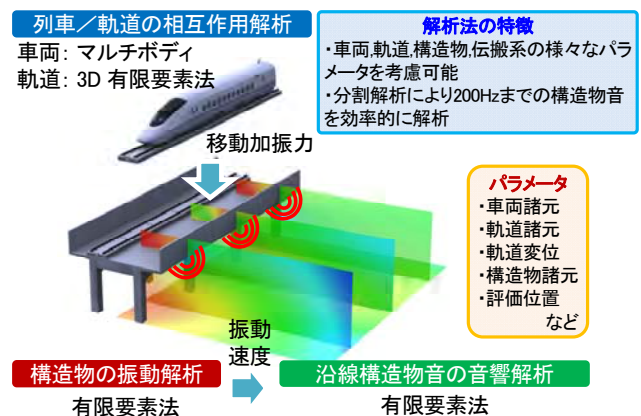 列車／軌道の相互作用解析
車両: マルチボディ
軌道: 3D 有限要素法
解析法の特徴
・車両,軌道,構造物,伝搬系の様々なパラ
メータを考慮可能
・分割解析により200Hzまでの構造物音
を効率的に解析
移動加振力
パラメータ
・車両諸元
・軌道諸元
・軌道変位
・構造物諸元
・評価位置
など
振動
速度
構造物の振動解析
有限要素法
沿線構造物音の音響解析
有限要素法